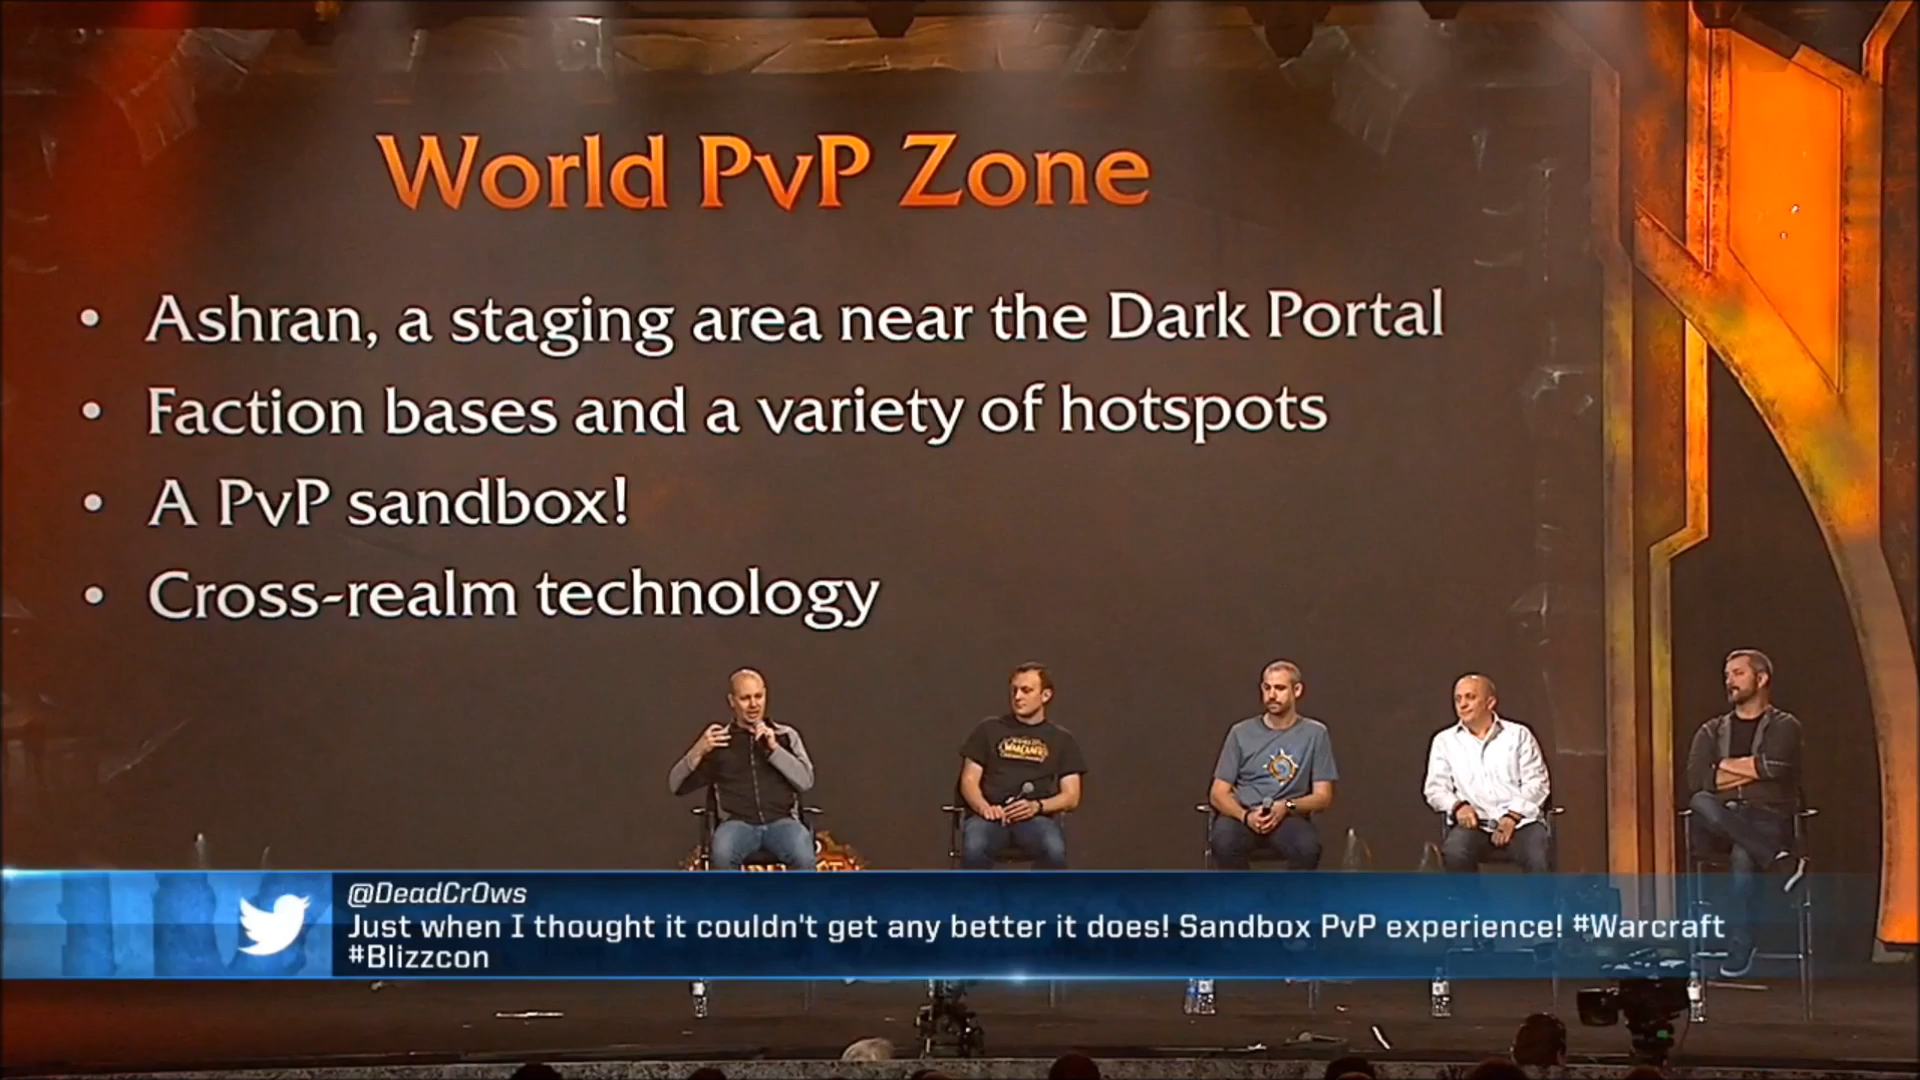 World PvP Zone
• Ashran, a staging area near the Dark Portal
• Faction bases and a variety of hotspots
• A PvP sandbox!
• Cross-realm technology
WARCRAFT
@DeadCrOws
Just when I thought it couldn't get any better it does! Sandbox PvP experience! #Warcraft
#Blizzcon